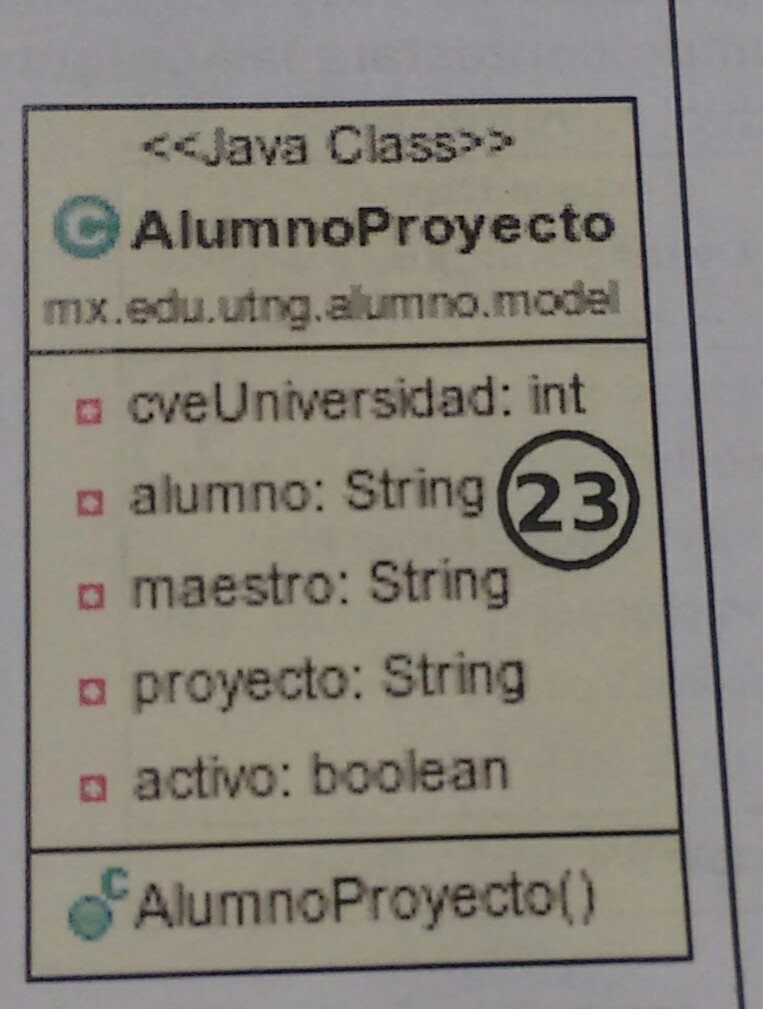 <<Java Class>>
C AlumnoProyecto
mx.edu.utng.alumno.model
cveUniversidad: int
alumno: String
23
maestro: String
proyecto: String
activo: boolean
C AlumnoProyecto()